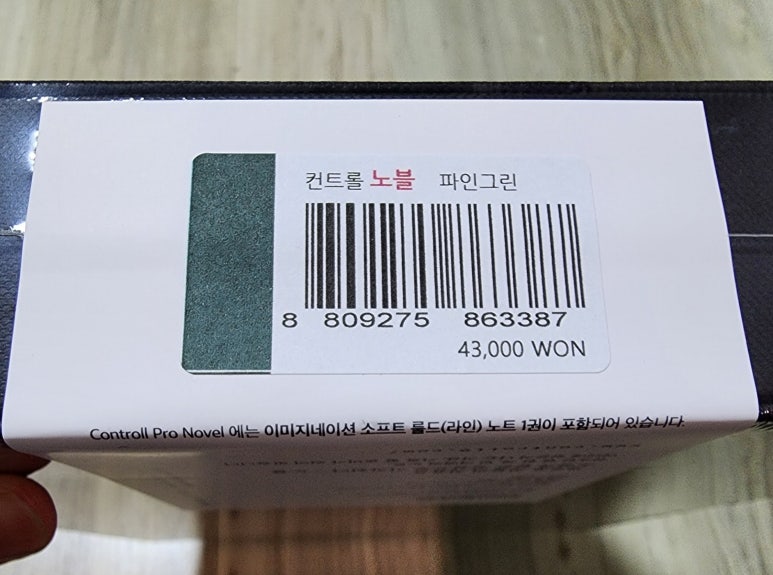 컨트롤 노블 파인그린
8 809275 863387
43,000 WON
Controll Pro Novel 에는 이미지네이션 소프트 룰드(라인) 노트 1권이 포함되어 있습니다.